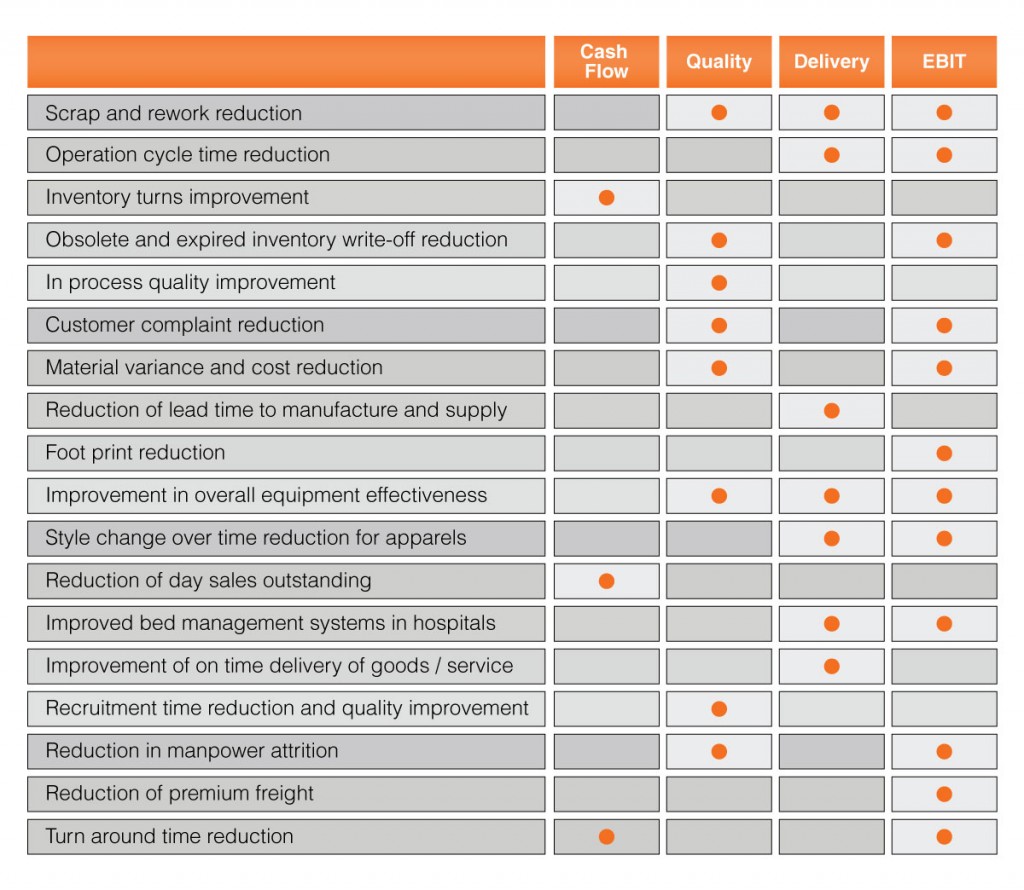 Cash Flow Quality Delivery EBIT
Scrap and rework reduction
Operation cycle time reduction
Inventory turns improvement
Obsolete and expired inventory write-off reduction
In process quality improvement
Customer complaint reduction
Material variance and cost reduction
Reduction of lead time to manufacture and supply
Foot print reduction
Improvement in overall equipment effectiveness
Style change over time reduction for apparels
Reduction of day sales outstanding
Improved bed management systems in hospitals
Improvement of on time delivery of goods / service
Recruitment time reduction and quality improvement
Reduction in manpower attrition
Reduction of premium freight
Turn around time reduction